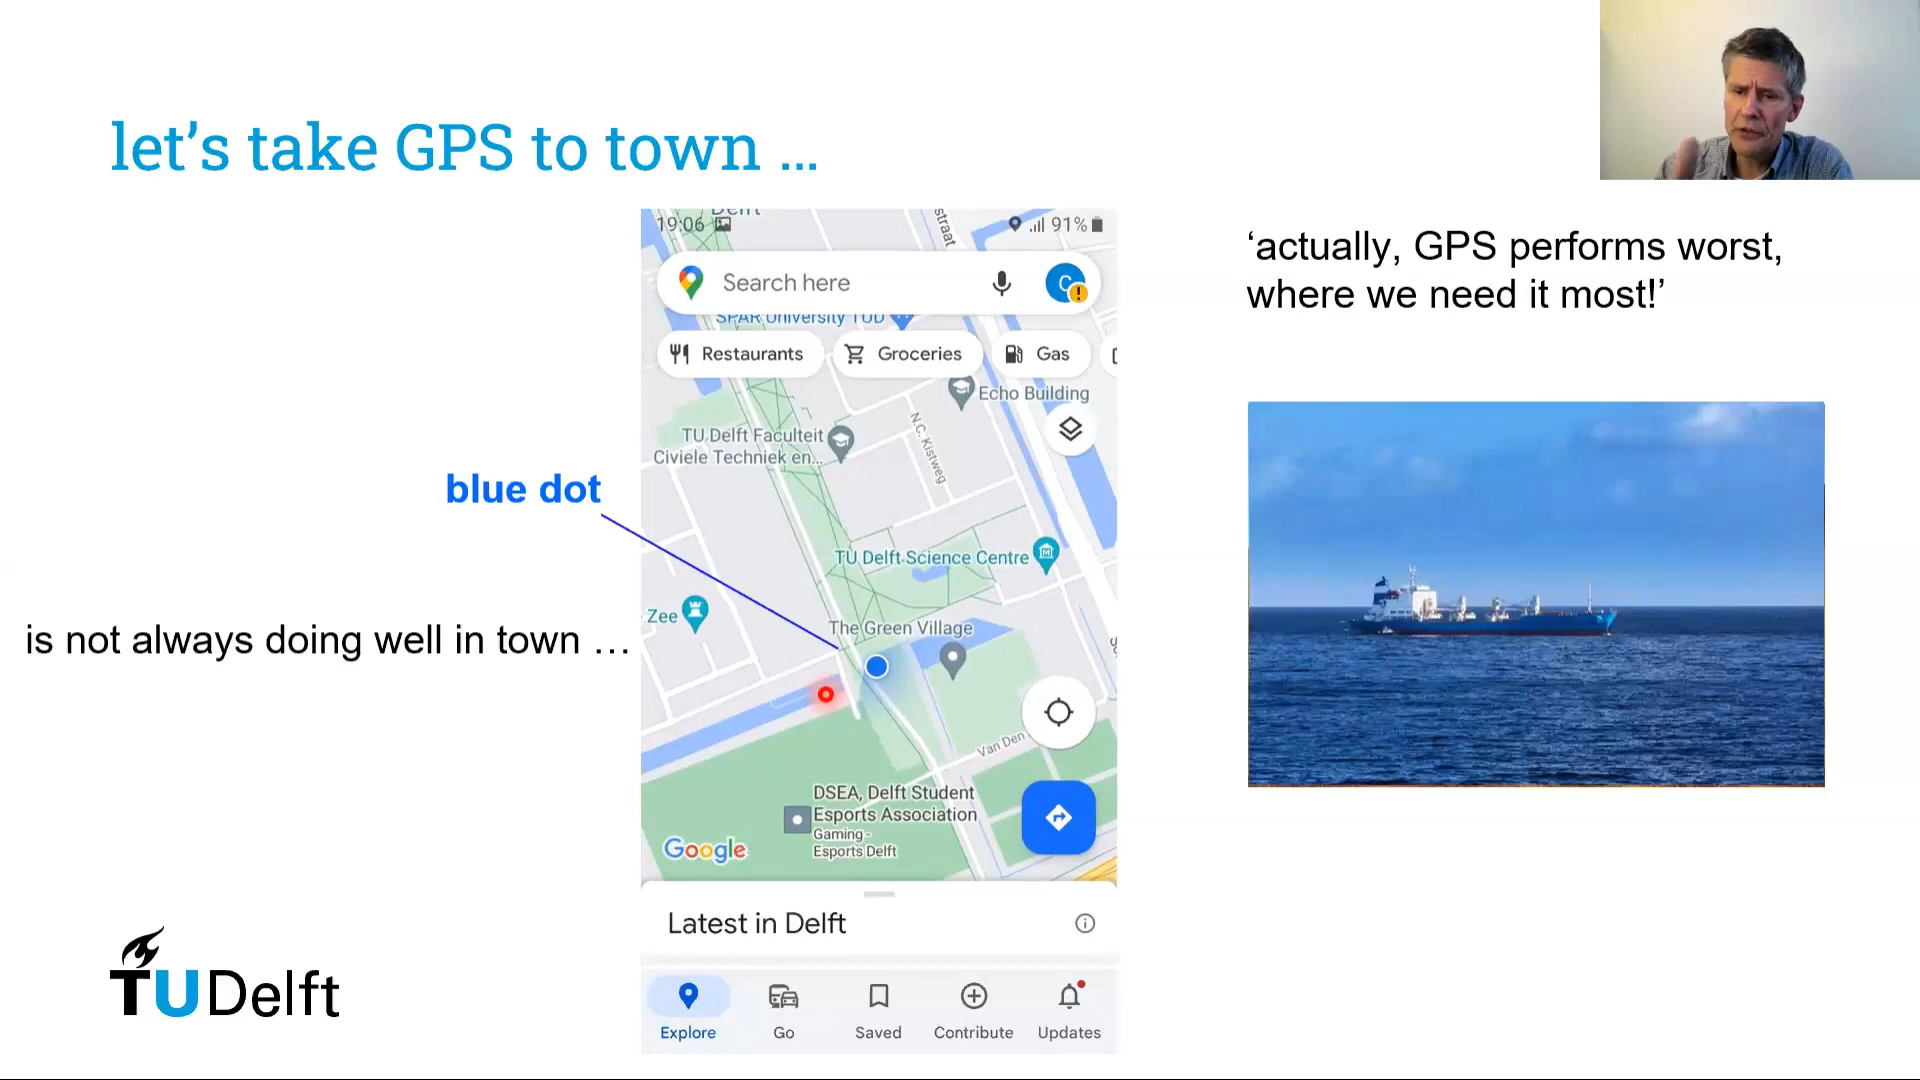 let's take GPS to town ...
'actually, GPS performs worst,
where we need it most!'
blue dot
is not always doing well in town ...
19:06
91%
Search here
C
SPAR University TUD
Restaurants
Groceries
Gas
Echo Building
TU Delft Faculteit
Civiele Techniek en...
N.C. Kistweg
TU Delft Science Centre
Zee
The Green Village
Van Den
DSEA, Delft Student
Esports Association
Gaming -
Esports Delft
Google
Latest in Delft
Explore
Go
Saved
Contribute
Updates
TU Delft